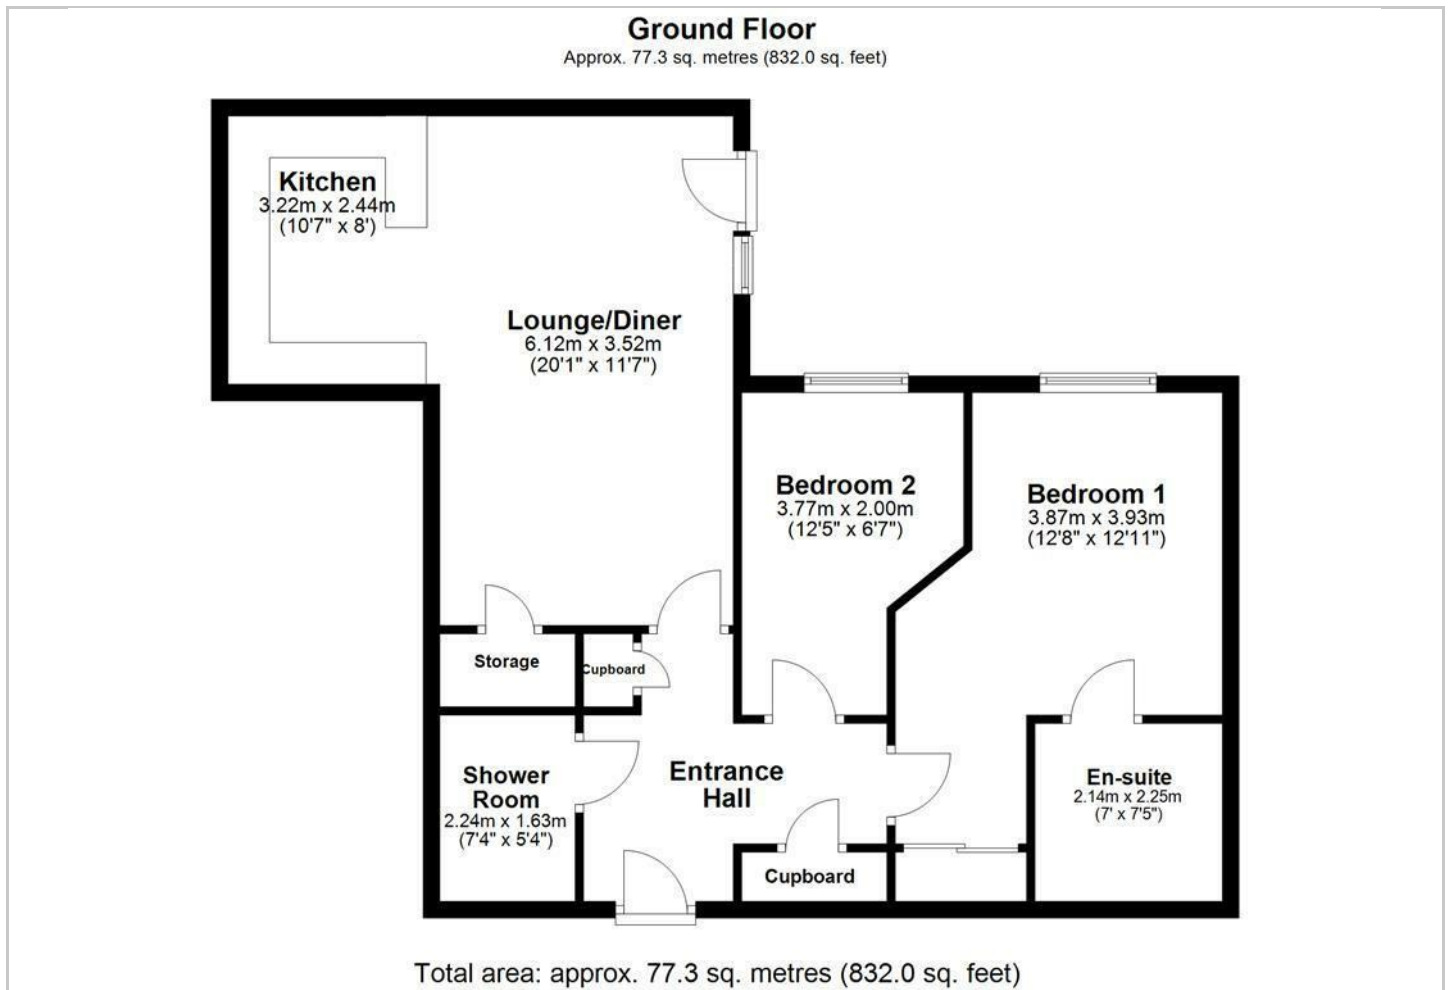 Ground Floor
Approx. 77.3 sq. metres (832.0 sq. feet)
Kitchen
3.22m x 2.44m
(10'7" x 8')
Lounge/Diner
6.12m x 3.52m
(20'1" x 11'7")
Bedroom 2
3.77m x 2.00m
(12'5" x 6'7")
Bedroom 1
3.87m x 3.93m
(12'8" x 12'11")
Storage
Cupboard
Shower
Room
2.24m x 1.63m
(7'4" x 5'4")
Entrance
Hall
En-suite
2.14m x 2.25m
(7' x 7'5")
Cupboard
Total area: approx. 77.3 sq. metres (832.0 sq. feet)